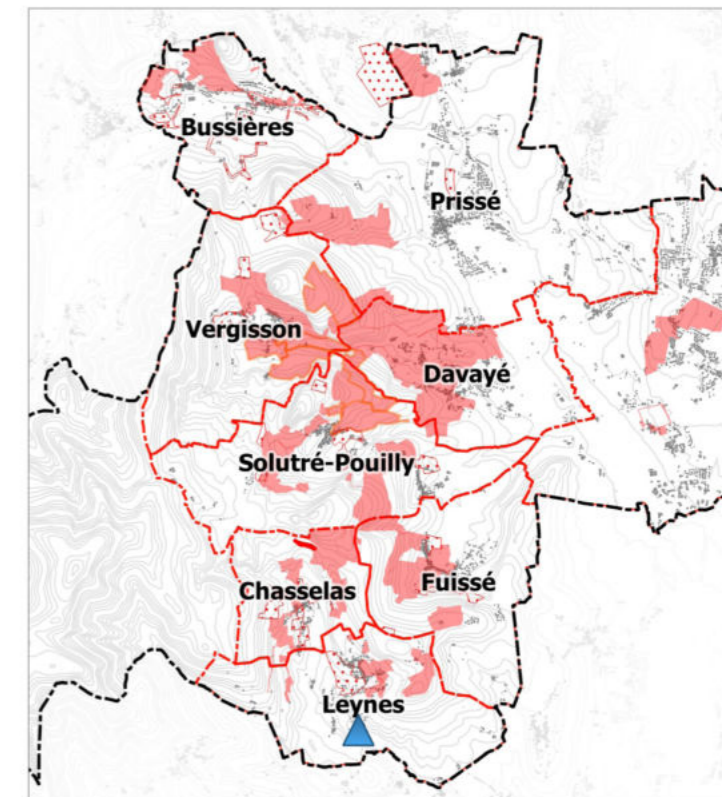 Bussières
Prissé
Vergisson
Davayé
Solutré-Pouilly
Chasselas
Fuissé
Leynes